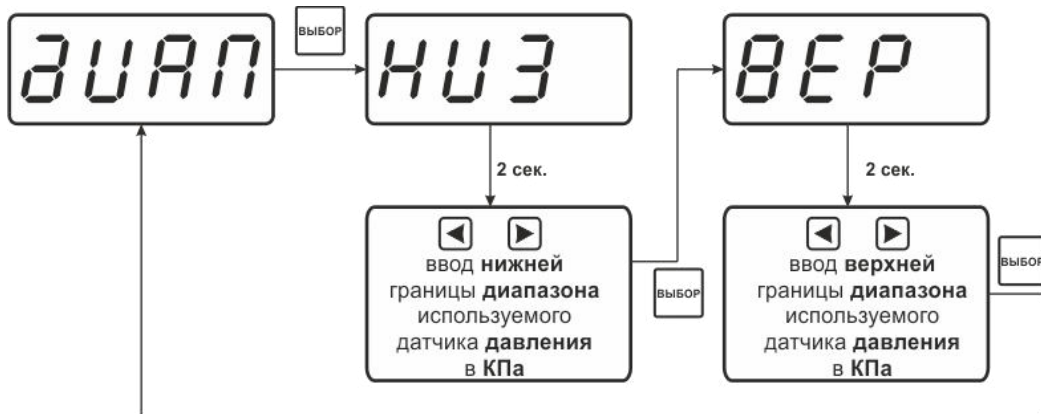 ВЫБОР
ДИАП
НИЗ
ВЕР
2 сек.
2 сек.
ввод нижней
границы диапазона
используемого
датчика давления
в КПа
ВЫБОР
ввод верхней
границы диапазона
используемого
датчика давления
в КПа
ВЫБОР